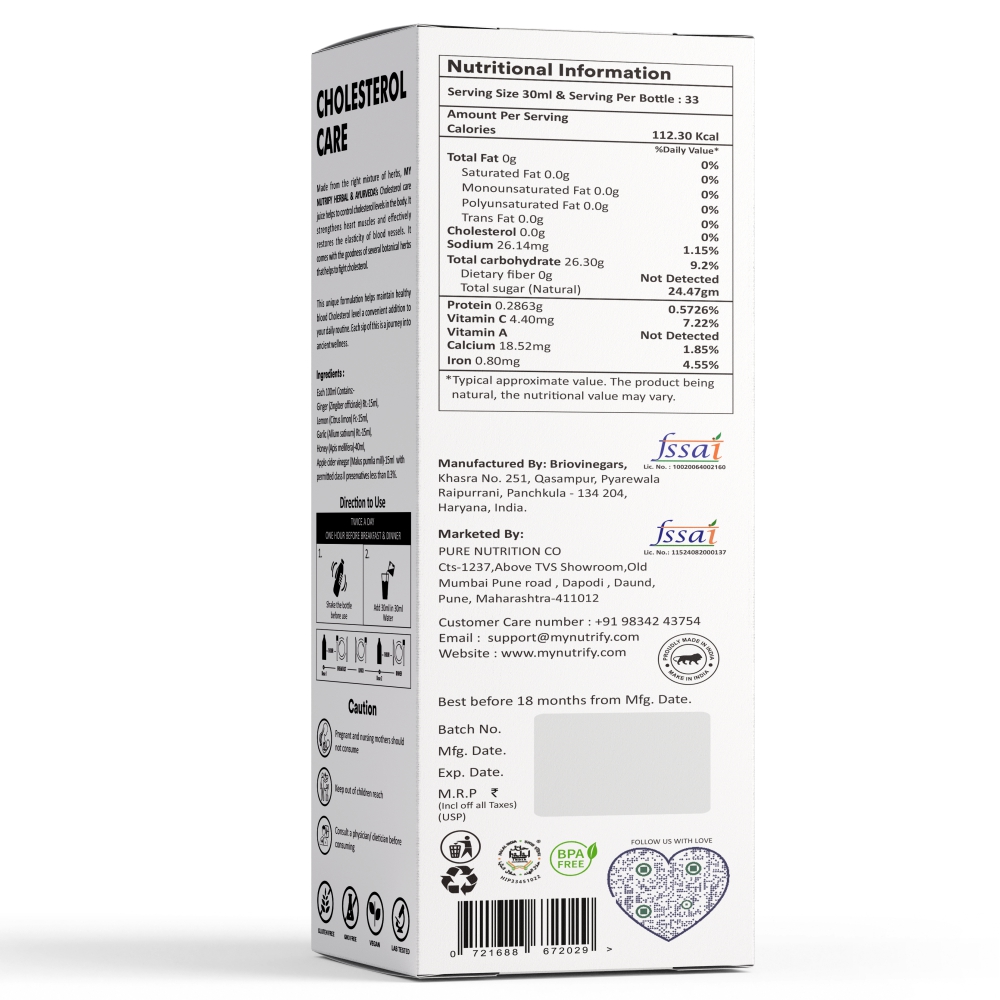 CHOLESTEROL
CARE
Made from the right mixture of herbs, MY
NUTRIFY HERBAL & AYURVEDA's Cholesterol care
juice helps to control cholesterol levels in the body. It
strengthens heart muscles and effectively
restores the elasticity of blood vessels. It
comes with the goodness of several botanical herbs
that helps to fight cholesterol.
This unique formulation helps maintain healthy
blood Cholesterol level a convenient addition to
your daily routine. Each sip of this is a journey into
ancient wellness.
Ingredients :
Each 100ml Contains:-
Ginger (Zingiber officinale) Rt.-15ml,
Lemon (Citrus limon) Fr.-15ml,
Garlic (Allium sativum) Rt.-15ml,
Honey (Apis mellifera)-40ml,
Apple cider vinegar (Malus pumila mill)-15ml with
permitted class II preservatives less than 0.3%.
Direction to Use
TWICE A DAY
ONE HOUR BEFORE BREAKFAST & DINNER
1.
2.
Shake the bottle
before use
Add 30ml in 30ml
Water
Caution
Pregnant and nursing mothers should
not consume
Keep out of children reach
Consult a physician/ dietician before
consuming
GLUTEN FREE
GMO FREE
VEGAN
LAB TESTED
Nutritional Information
Serving Size 30ml & Serving Per Bottle : 33
Amount Per Serving
Calories 112.30 Kcal
%Daily Value*
Total Fat 0g 0%
Saturated Fat 0.0g 0%
Monounsaturated Fat 0.0g 0%
Polyunsaturated Fat 0.0g 0%
Trans Fat 0.0g 0%
Cholesterol 0.0g 0%
Sodium 26.14mg 1.15%
Total carbohydrate 26.30g 9.2%
Dietary fiber 0g Not Detected
Total sugar (Natural) 24.47gm
Protein 0.2863g 0.5726%
Vitamin C 4.40mg 7.22%
Vitamin A Not Detected
Calcium 18.52mg 1.85%
Iron 0.80mg 4.55%
*Typical approximate value. The product being
natural, the nutritional value may vary.
fssai
Lic. No. : 10020064002160
Manufactured By: Briovinegars,
Khasra No. 251, Qasampur, Pyarewala
Raipurrani, Panchkula - 134 204,
Haryana, India.
fssai
Lic. No.: 11524082000137
Marketed By:
PURE NUTRITION CO
Cts-1237,Above TVS Showroom,Old
Mumbai Pune road , Dapodi , Daund,
Pune, Maharashtra-411012
Customer Care number : +91 98342 43754
Email : support@mynutrify.com
Website : www.mynutrify.com
PROUDLY MADE IN INDIA
MAKE IN INDIA
Best before 18 months from Mfg. Date.
Batch No.
Mfg. Date.
Exp. Date.
M.R.P ₹
(Incl off all Taxes)
(USP)
HIP23451022
BPA
FREE
FOLLOW US WITH LOVE
0 721688 672029 >